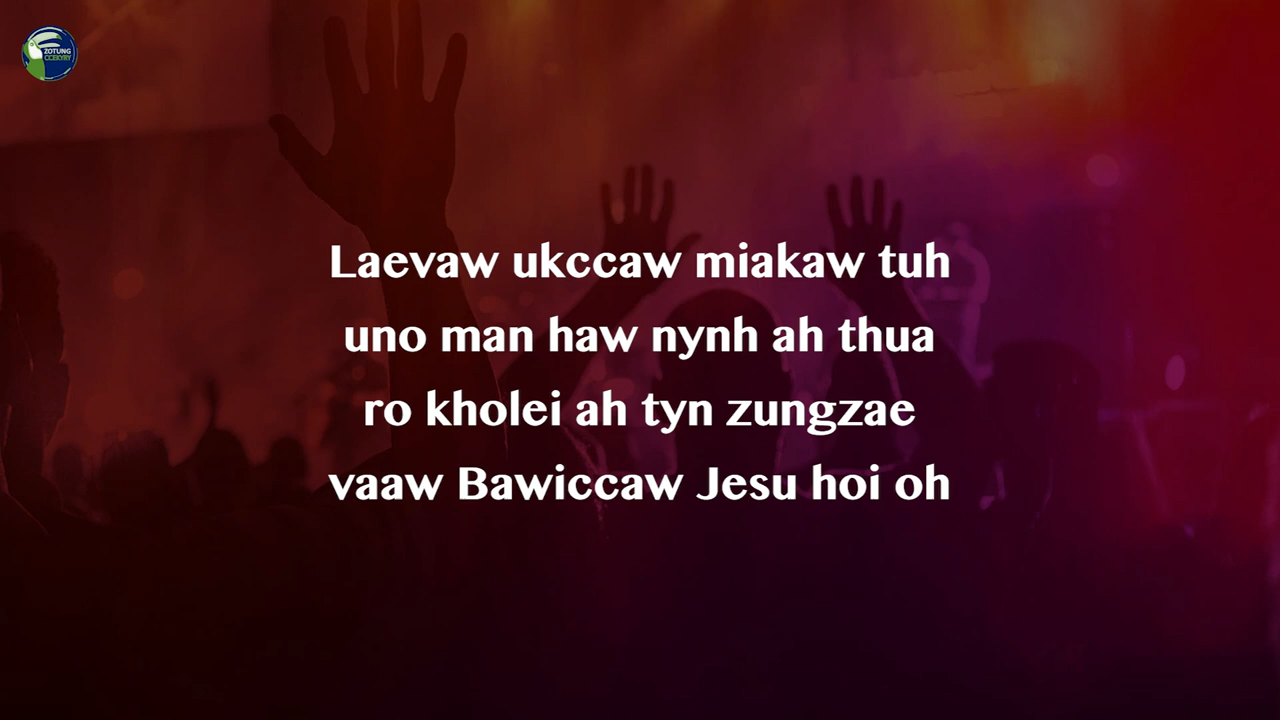 ZOTUNG
CCEKYRY
Laevaw ukccaw miakaw tuh
uno man haw nynh ah thua
ro kholei ah tyn zungzae
vaaw Bawiccaw Jesu hoi oh